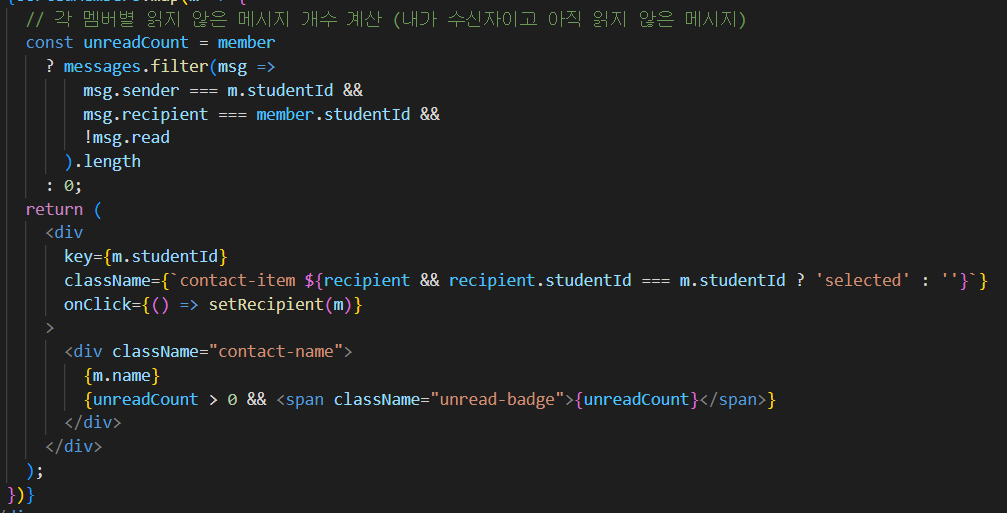 // 각 멤버별 읽지 않은 메시지 개수 계산 (내가 수신자이고 아직 읽지 않은 메시지)
const unreadCount = member
? messages.filter(msg =>
msg.sender === m.studentId &&
msg.recipient === member.studentId &&
!msg.read
).length
: 0;
return (
<div
key={m.studentId}
className={`contact-item ${recipient && recipient.studentId === m.studentId ? 'selected' : ''}`}
onClick={() => setRecipient(m)}
>
<div className="contact-name">
{m.name}
{unreadCount > 0 && <span className="unread-badge">{unreadCount}</span>}
</div>
</div>
);
})}